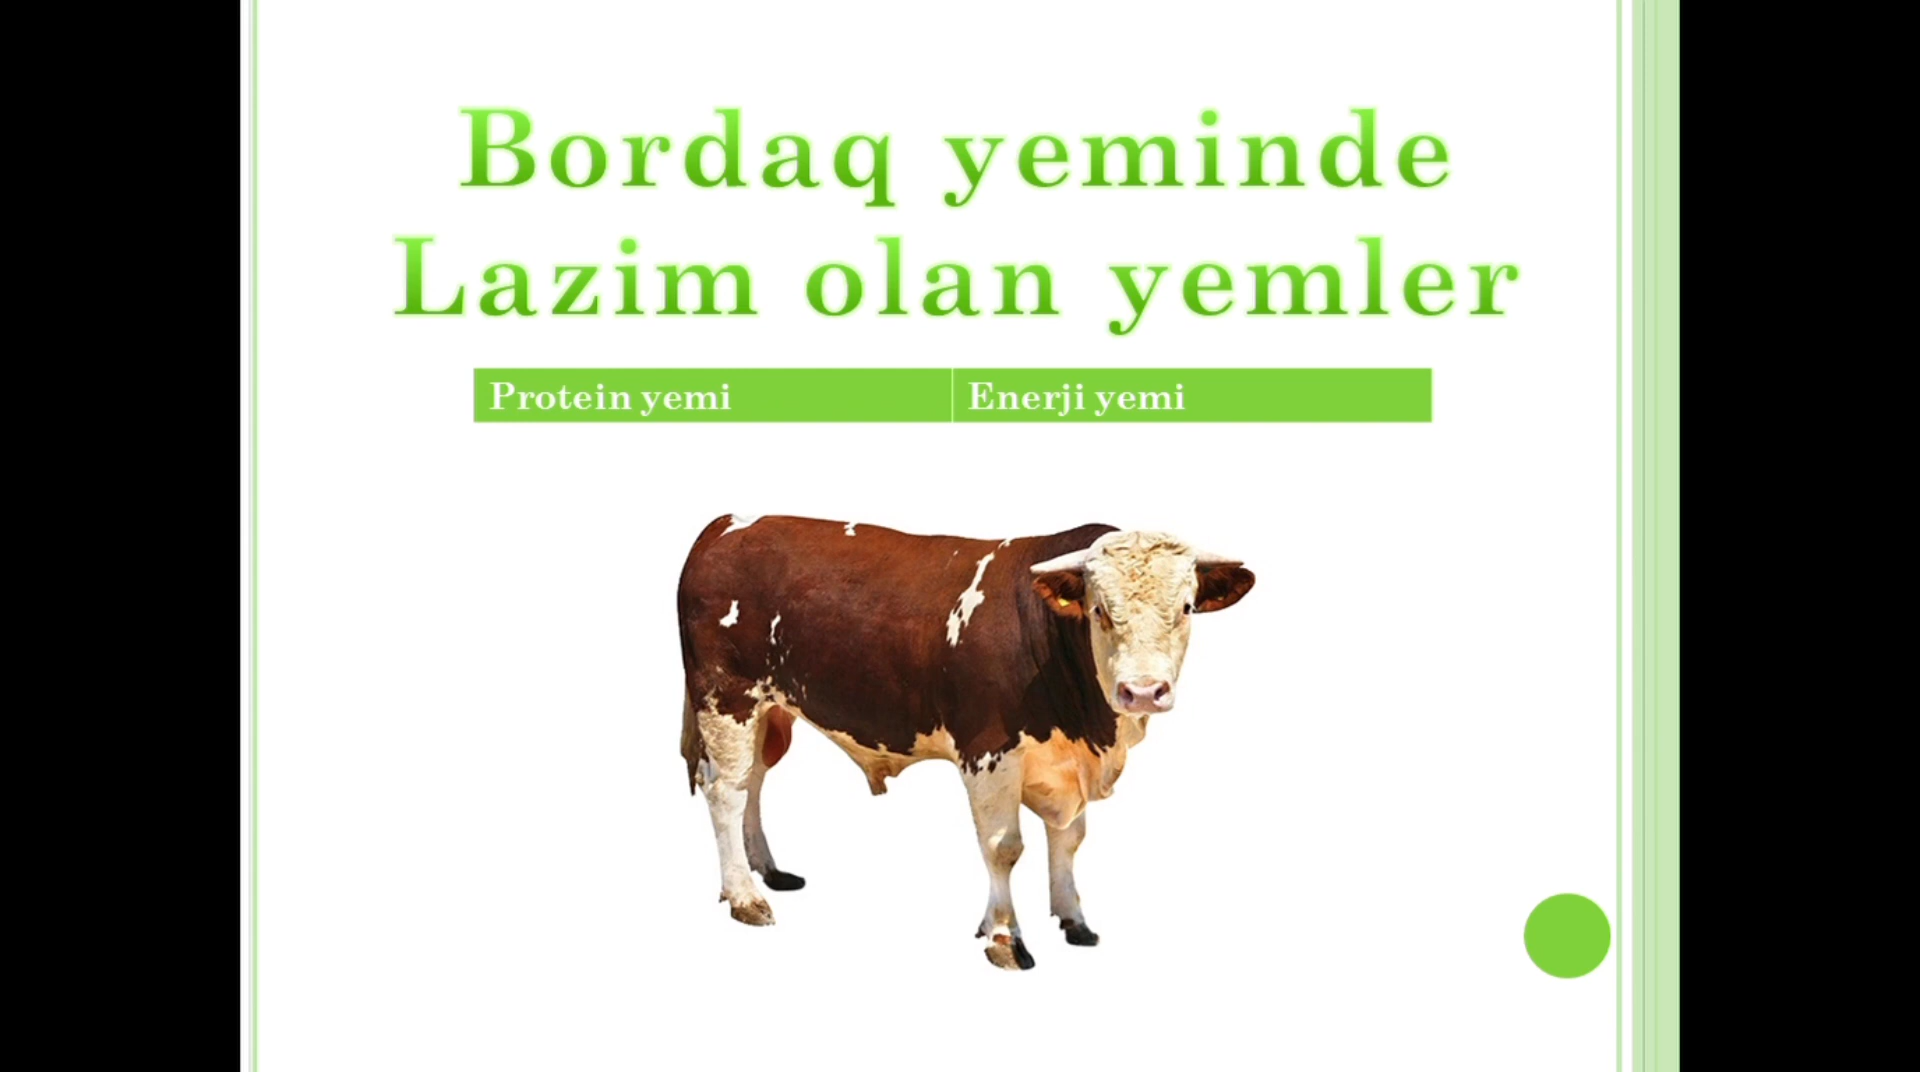 Bordaq yeminde
Lazim olan yemler
Protein yemi
Enerji yemi